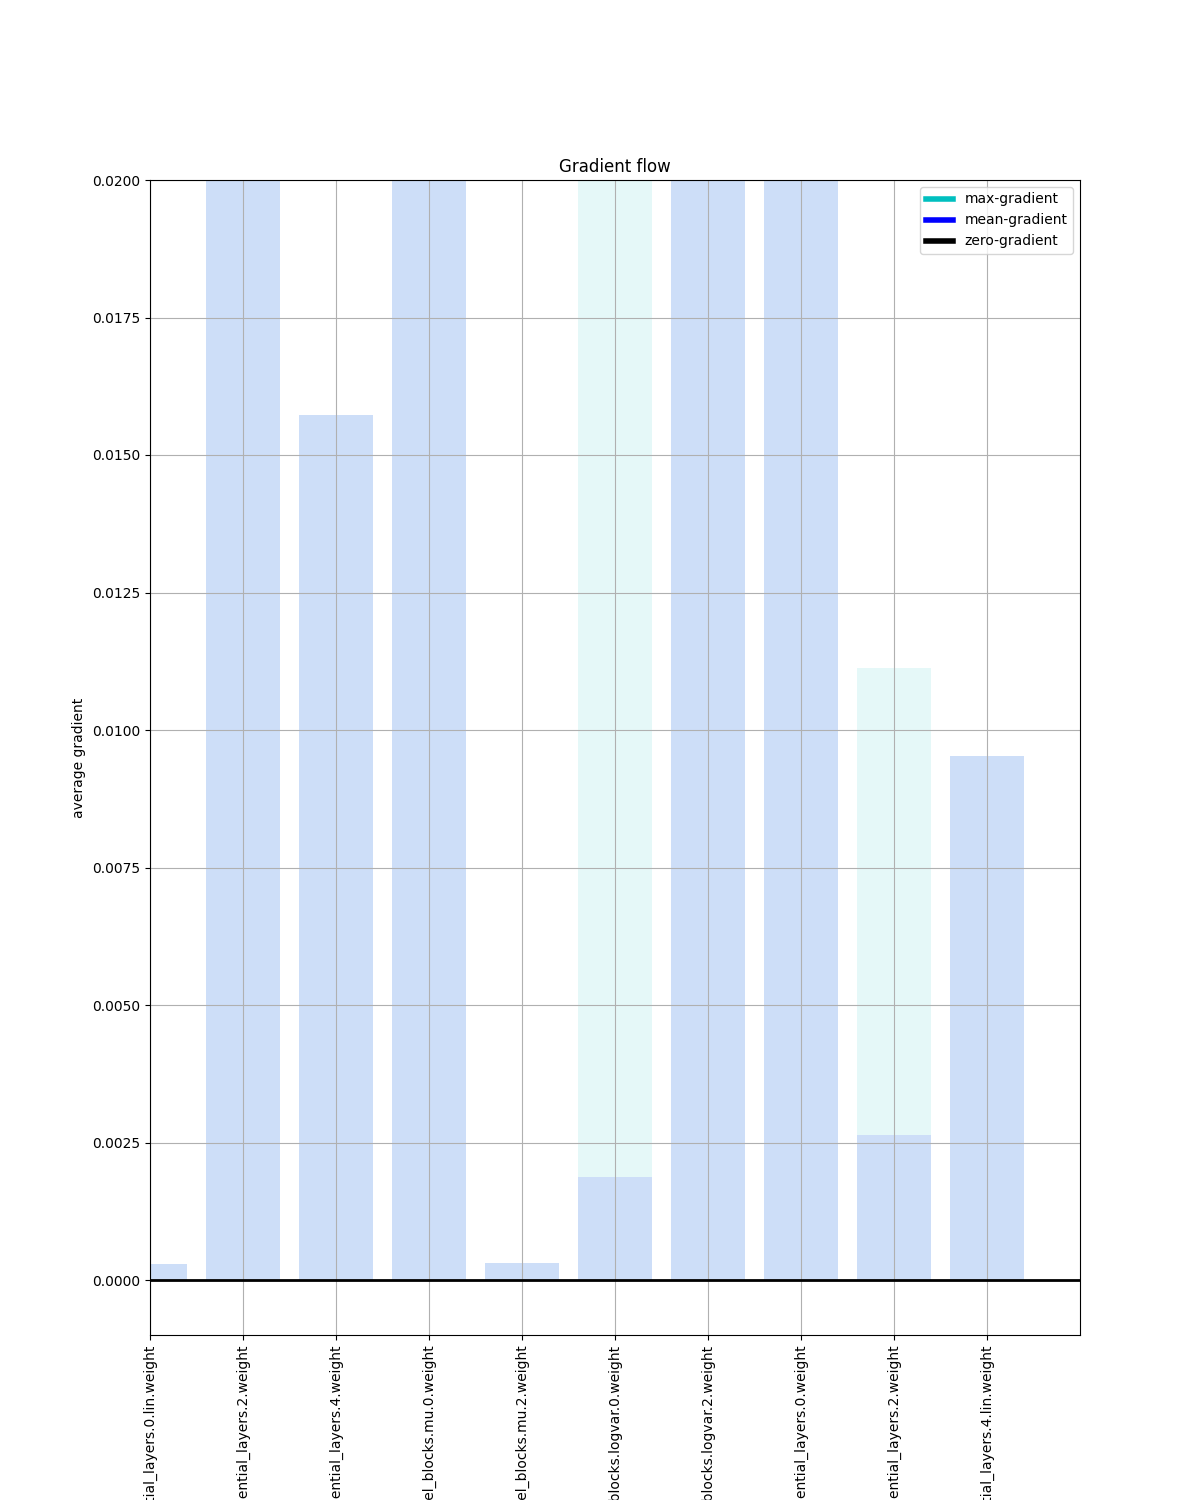 Gradient flow
max-gradient
mean-gradient
zero-gradient
0.0200
0.0175
0.0150
0.0125
0.0100
0.0075
0.0050
0.0025
0.0000
average gradient
tial_layers.0.lin.weight
ential_layers.2.weight
ential_layers.4.weight
el_blocks.mu.0.weight
el_blocks.mu.2.weight
blocks.logvar.0.weight
blocks.logvar.2.weight
ential_layers.0.weight
ential_layers.2.weight
tial_layers.4.lin.weight